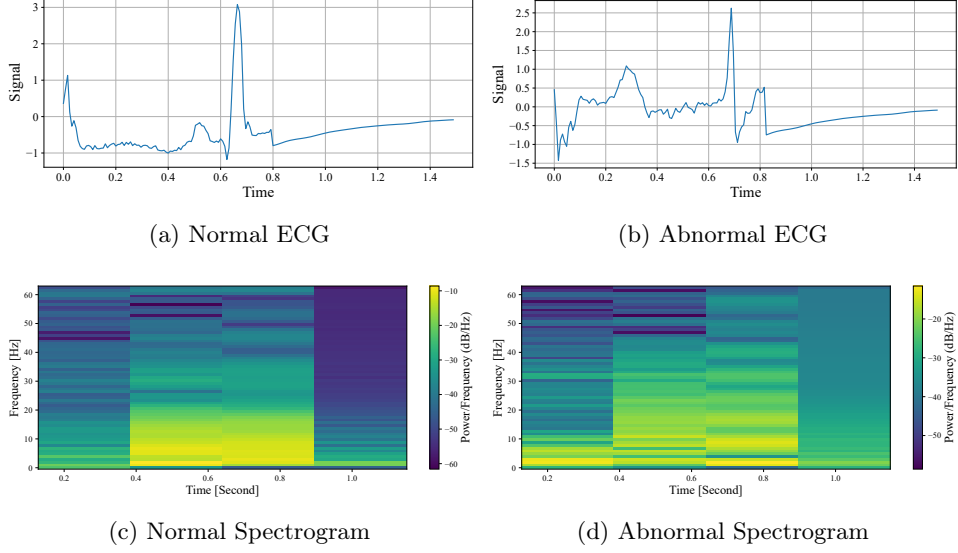 3
2
1
0
−1
0.0 0.2 0.4 0.6 0.8 1.0 1.2 1.4
Signal
Time
(a) Normal ECG
2.5
2.0
1.5
1.0
0.5
0.0
−0.5
−1.0
−1.5
0.0 0.2 0.4 0.6 0.8 1.0 1.2 1.4
Signal
Time
(b) Abnormal ECG
60
50
40
30
20
10
0
0.2 0.4 0.6 0.8 1.0
Frequency [Hz]
Time [Second]
−10
−20
−30
−40
−50
−60
Power/Frequency (dB/Hz)
(c) Normal Spectrogram
60
50
40
30
20
10
0
0.2 0.4 0.6 0.8 1.0
Frequency [Hz]
Time [Second]
−20
−30
−40
−50
Power/Frequency (dB/Hz)
(d) Abnormal Spectrogram